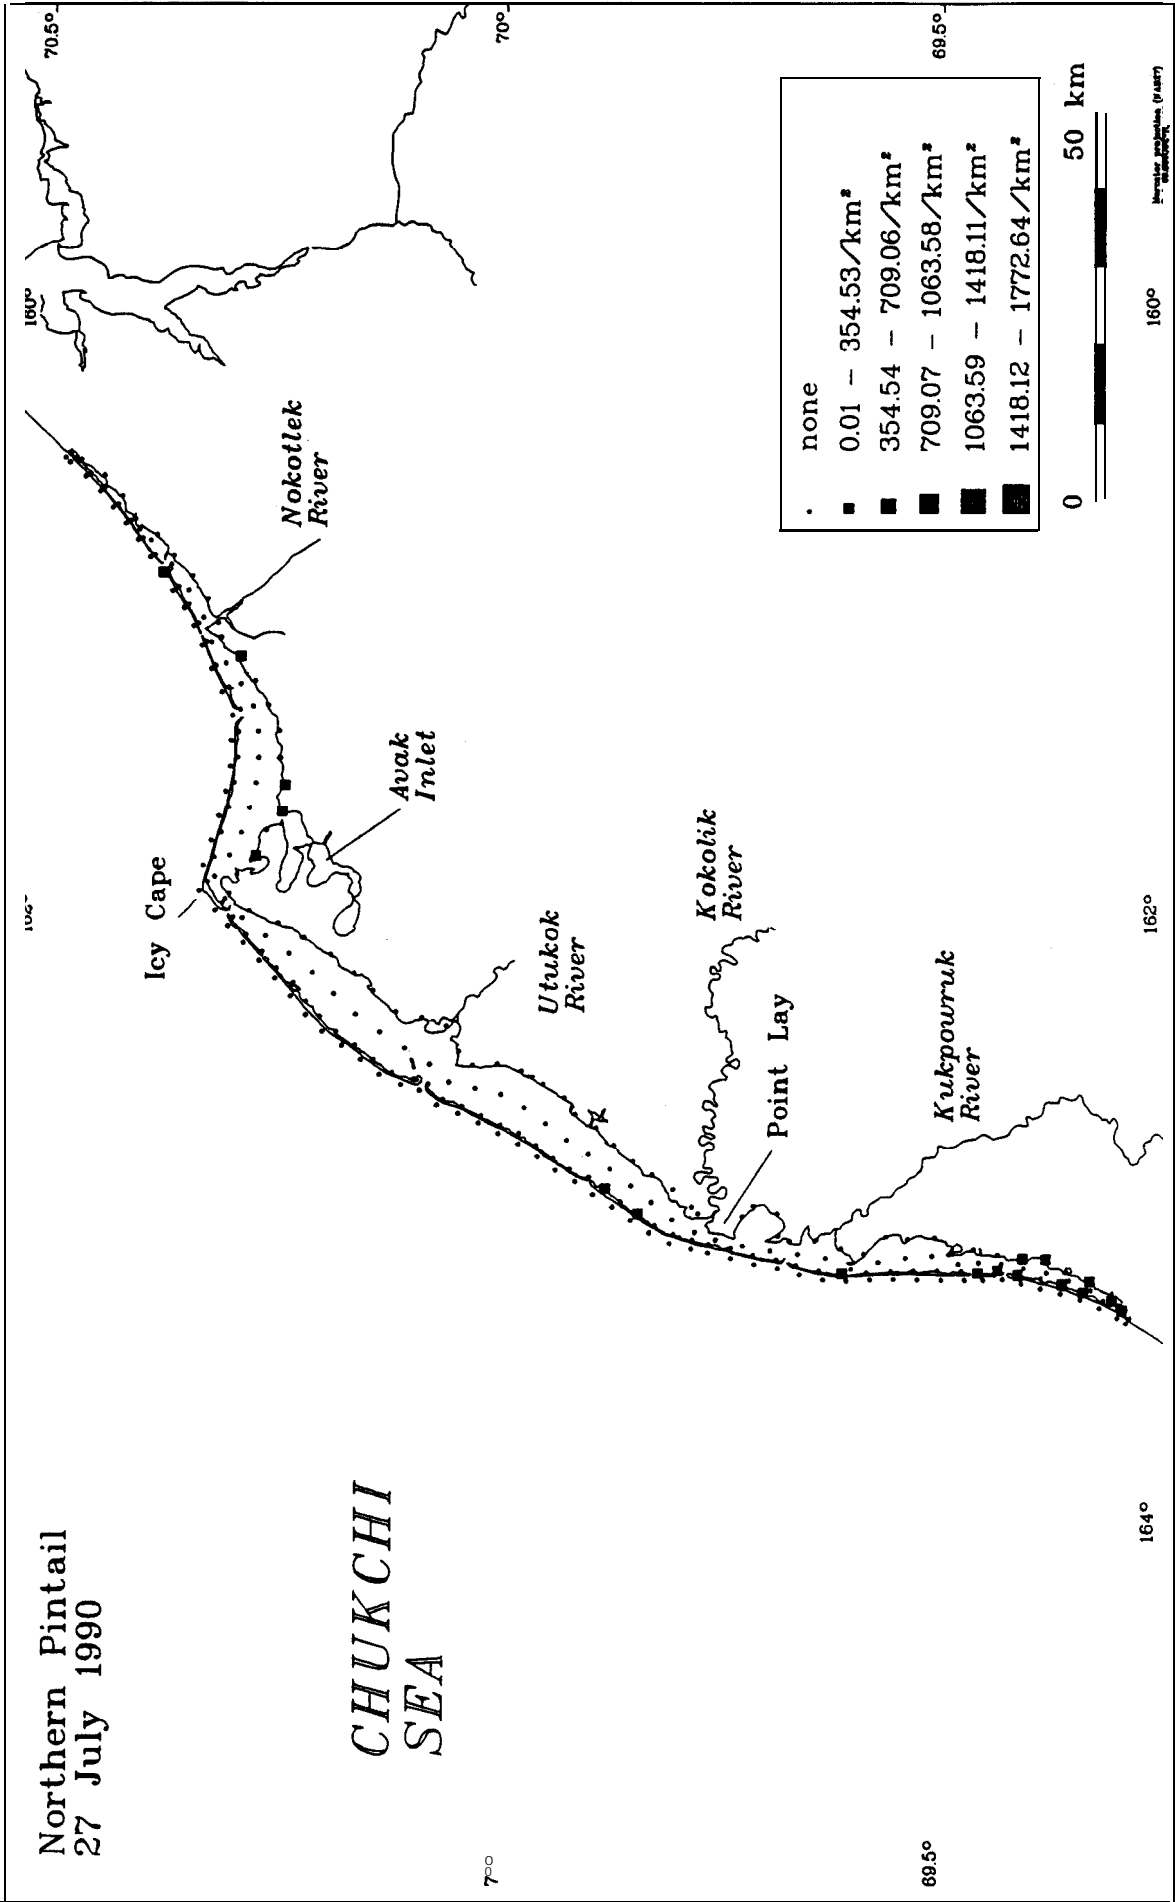 Northern Pintail
27 July 1990
CHUKCHI
SEA
Icy Cape
Nokotlek
River
Avak
Inlet
Utukok
River
Kokolik
River
Point Lay
Kukpowruk
River
70.5°
70°
69.5°
160°
162°
70°
69.5°
164°
162°
160°
none
0.01 – 354.53/km²
354.54 – 709.06/km²
709.07 – 1063.58/km²
1063.59 – 1418.11/km²
1418.12 – 1772.64/km²
0 50 km
Mercator projection